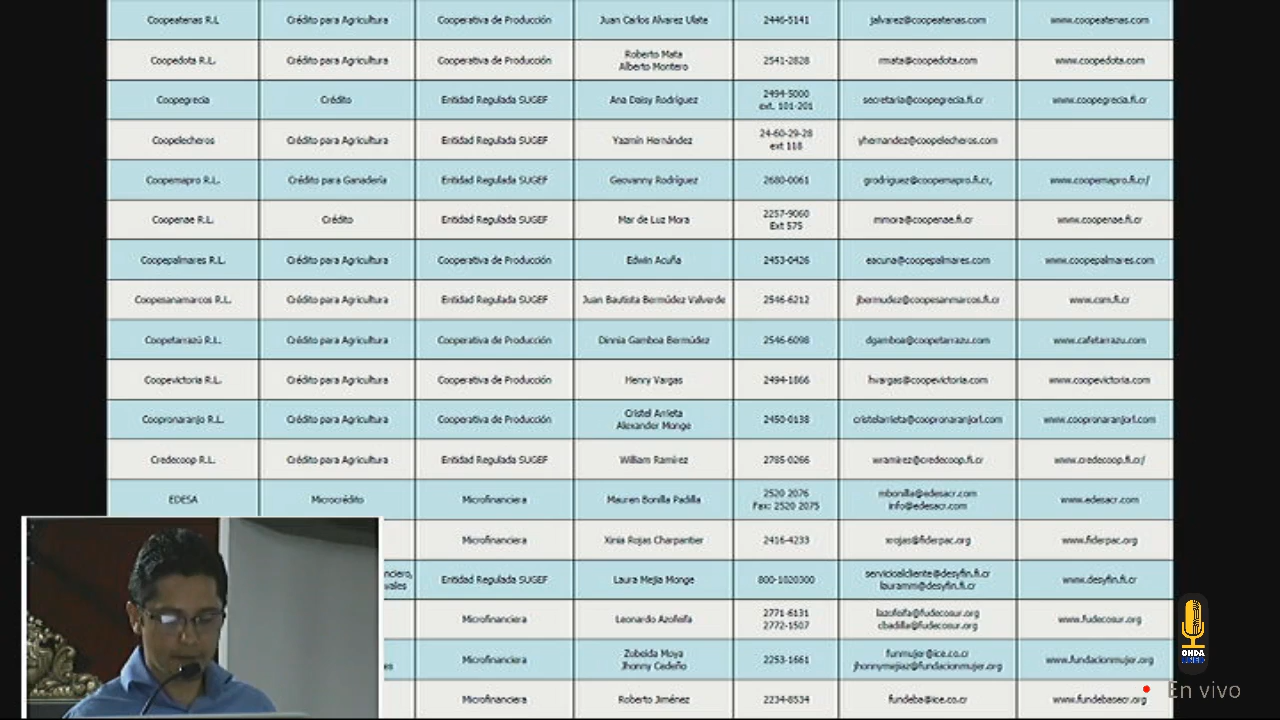 Coopeatenas R.L Crédito para Agricultura Cooperativa de Producción Juan Carlos Alvarez Ulate 2446-5141 jalvarez@coopeatenas.com www.coopeatenas.com
Coopedota R.L. Crédito para Agricultura Cooperativa de Producción Roberto Mata 2541-2828 rmata@coopedota.com www.coopedota.com
Alberto Montero
Coopegrecia Crédito Entidad Regulada SUGEF Ana Daisy Rodríguez 2494-5000 secretaria@coopegrecia.fi.cr www.coopegrecia.fi.cr
ext. 101-201
Coopelecheros Crédito para Agricultura Entidad Regulada SUGEF Yazmín Hernández 24-60-29-28 yhernandez@coopelecheros.com
ext 118
Coopemapro R.L. Crédito para Ganadería Entidad Regulada SUGEF Geovanny Rodríguez 2680-0061 grodriguez@coopemapro.fi.cr, www.coopemapro.fi.cr/
Coopenae R.L. Crédito Entidad Regulada SUGEF Mar de Luz Mora 2257-9060 mmora@coopenae.fi.cr www.coopenae.fi.cr
Ext 575
Coopepalmares R.L. Crédito para Agricultura Cooperativa de Producción Edwin Acuña 2453-0426 eacuna@coopepalmares.com www.coopepalmares.com
Coopesanamarcos R.L. Crédito para Agricultura Entidad Regulada SUGEF Juan Bautista Bermúdez Valverde 2546-6212 jbermudez@coopesanmarcos.fi.cr www.csm.fi.cr
Coopetarrazú R.L. Crédito para Agricultura Cooperativa de Producción Dinnia Gamboa Bermúdez 2546-6098 dgamboa@coopetarrazu.com www.cafetarrazu.com
Coopevictoria R.L. Crédito para Agricultura Cooperativa de Producción Henry Vargas 2494-1866 hvargas@coopevictoria.com www.coopevictoria.com
Coopronaranjo R.L. Crédito para Agricultura Cooperativa de Producción Cristel Arrieta 2450-0138 cristelarrieta@coopronaranjorl.com www.coopronaranjorl.com
Alexander Monge
Credecoop R.L. Crédito para Agricultura Entidad Regulada SUGEF William Ramírez 2785-0266 wramirez@credecoop.fi.cr www.credecoop.fi.cr/
EDESA Microcrédito Microfinanciera Mauren Bonilla Padilla 2520 2076 mbonilla@edesacr.com www.edesacr.com
Fax: 2520 2075 info@edesacr.com
Microfinanciera Xinia Rojas Charpantier 2416-4233 xrojas@fiderpac.org www.fiderpac.org
nciero, Entidad Regulada SUGEF Laura Mejía Monge 800-1020300 servicioalcliente@desyfin.fi.cr www.desyfin.fi.cr
vales lauramm@desyfin.fi.cr
Microfinanciera Leonardo Azofeifa 2771-6131 lazofeifa@fudecosur.org www.fudecosur.org
2772-1507 cbadilla@fudecosur.org
es Microfinanciera Zobeida Moya 2253-1661 funmujer@ice.co.cr www.fundacionmujer.org
Jhonny Cedeño jhonnymejiaz@fundacionmujer.org
Microfinanciera Roberto Jiménez 2234-8534 fundeba@ice.co.cr www.fundebasecr.org
ONDA
En vivo